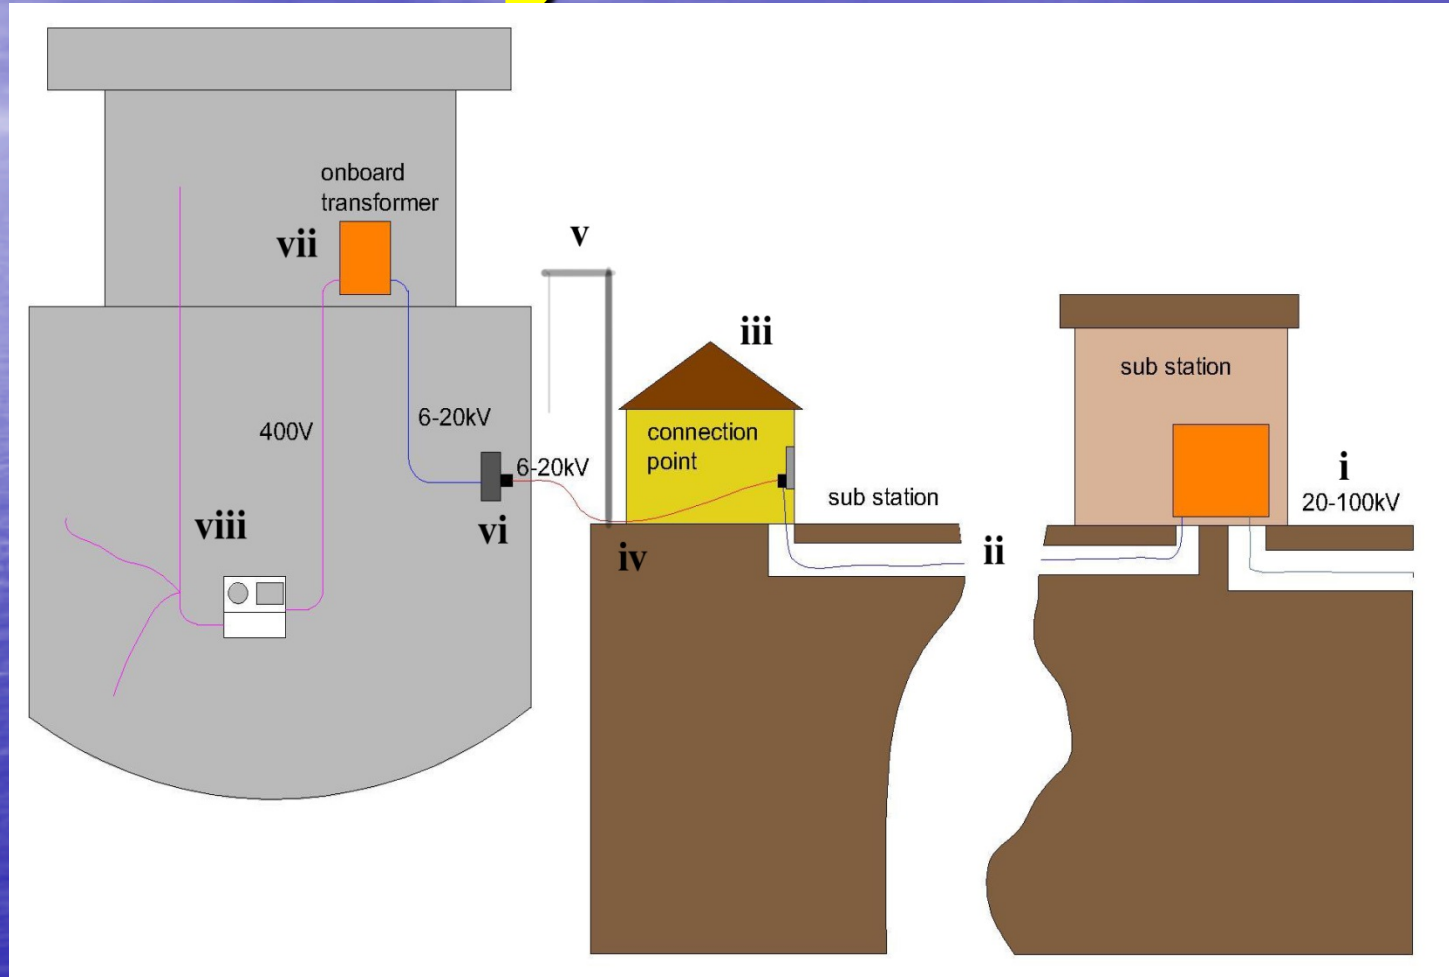 onboard
transformer
vii
v
iii
i
sub station
400V
6-20kV
connection
point
6-20kV
20-100kV
sub station
viii
vi
iv
ii